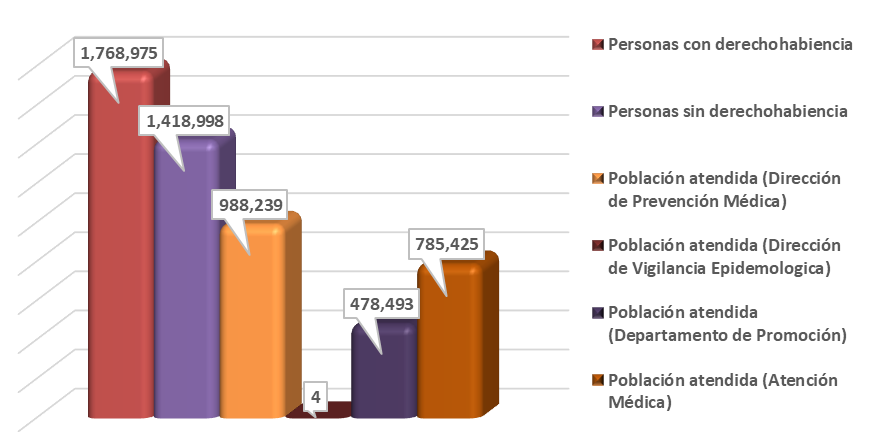 1,768,975
1,418,998
988,239
4
478,493
785,425
Personas con derechohabiencia
Personas sin derechohabiencia
Población atendida (Dirección
de Prevención Médica)
Población atendida (Dirección
de Vigilancia Epidemologica)
Población atendida
(Departamento de Promoción)
Población atendida (Atención
Médica)